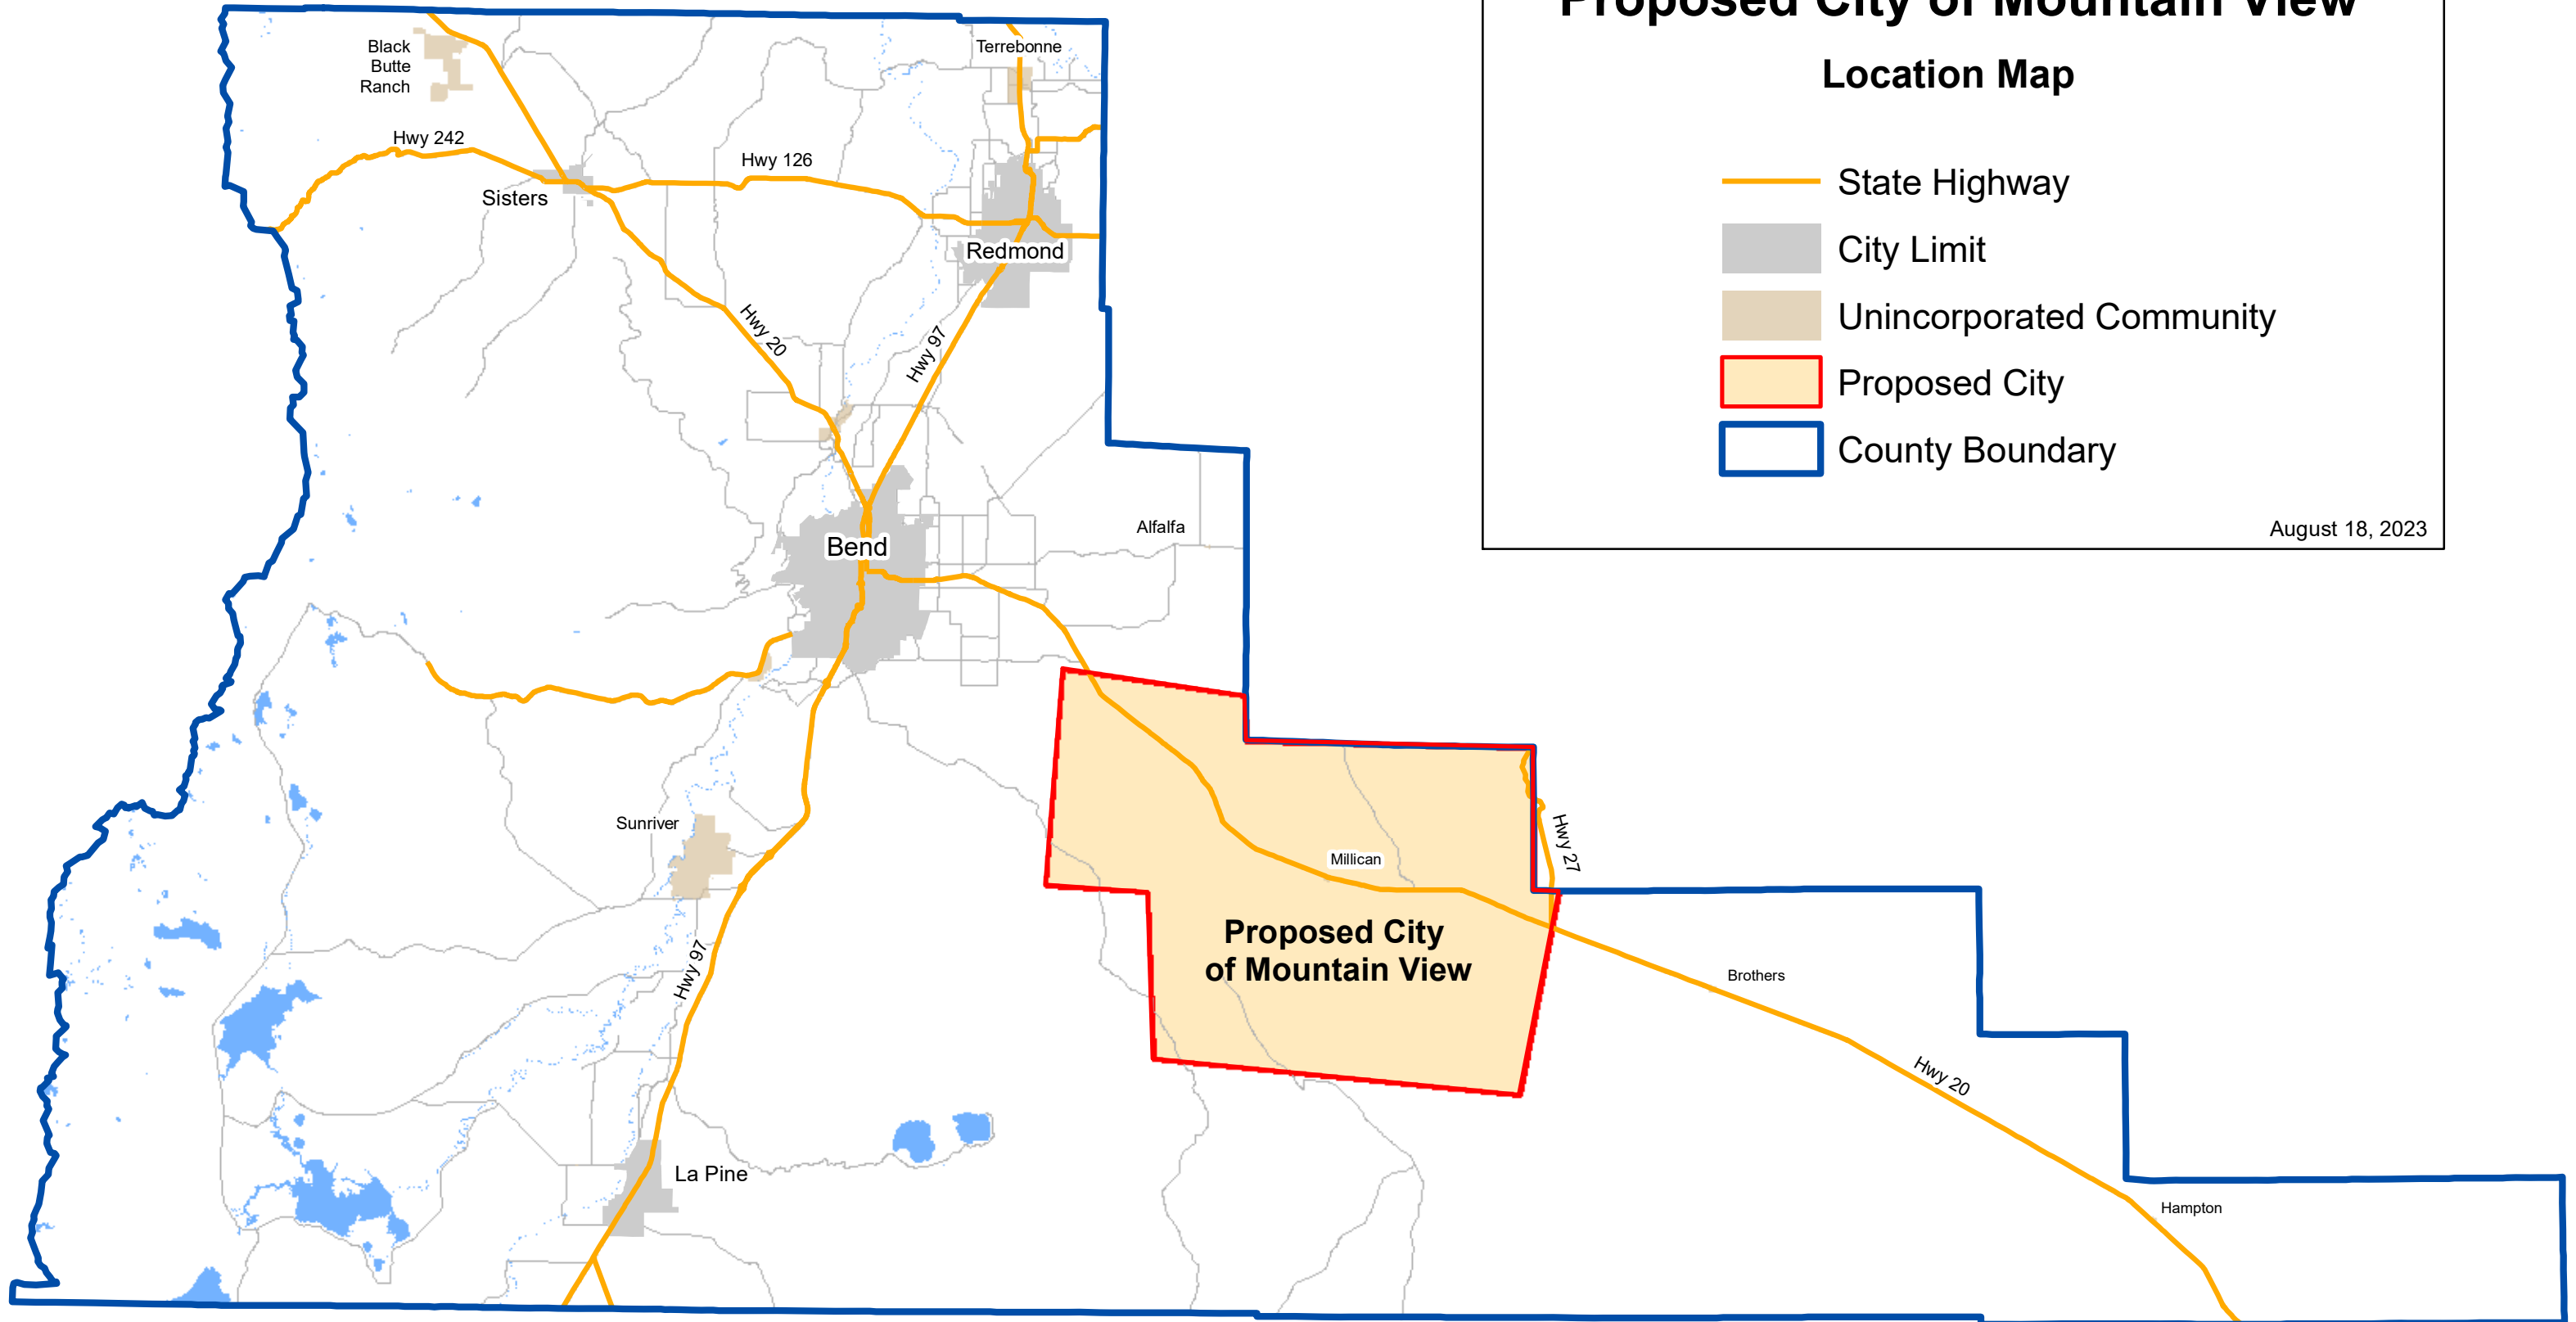 Proposed City of Mountain View
Location Map
State Highway
City Limit
Unincorporated Community
Proposed City
County Boundary
August 18, 2023
Black
Butte
Ranch
Terrebonne
Hwy 242
Hwy 126
Sisters
Redmond
Hwy 20
Hwy 97
Alfalfa
Bend
Sunriver
Hwy 27
Millican
Proposed City
of Mountain View
Hwy 97
Brothers
Hwy 20
La Pine
Hampton